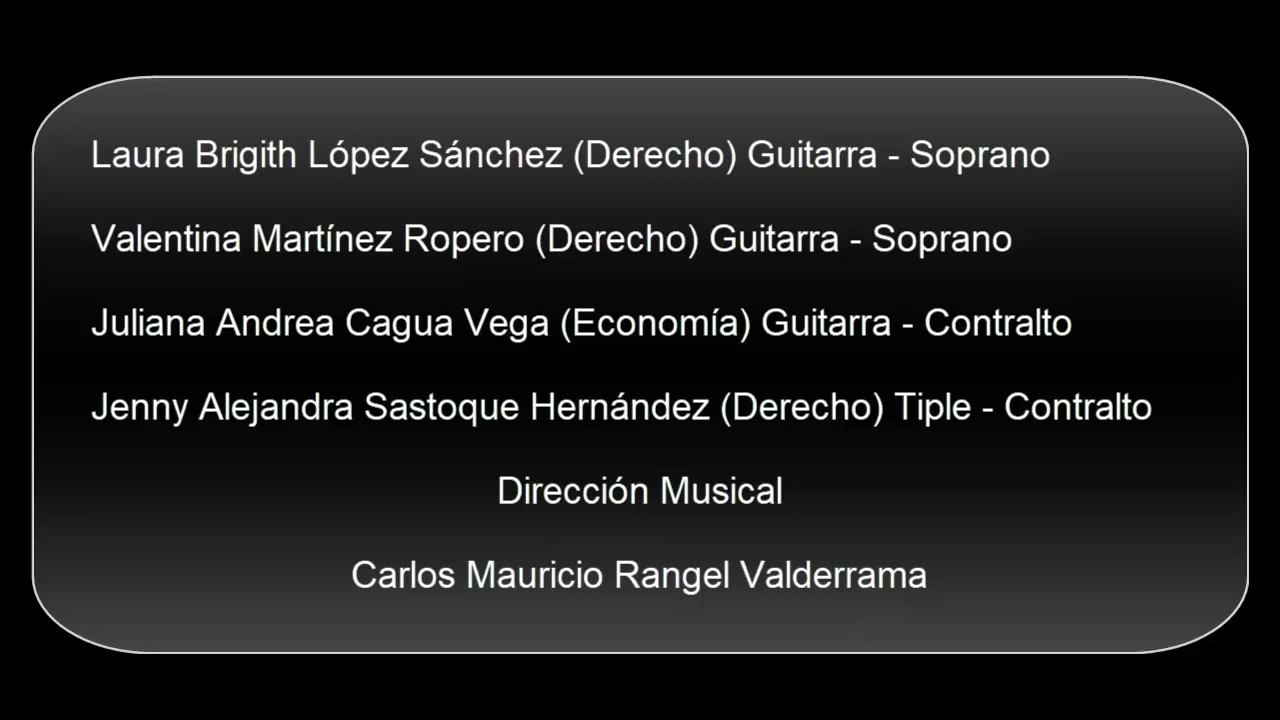 Laura Brigith López Sánchez (Derecho) Guitarra - Soprano
Valentina Martínez Ropero (Derecho) Guitarra - Soprano
Juliana Andrea Cagua Vega (Economía) Guitarra - Contralto
Jenny Alejandra Sastoque Hernández (Derecho) Tiple - Contralto
Dirección Musical
Carlos Mauricio Rangel Valderrama